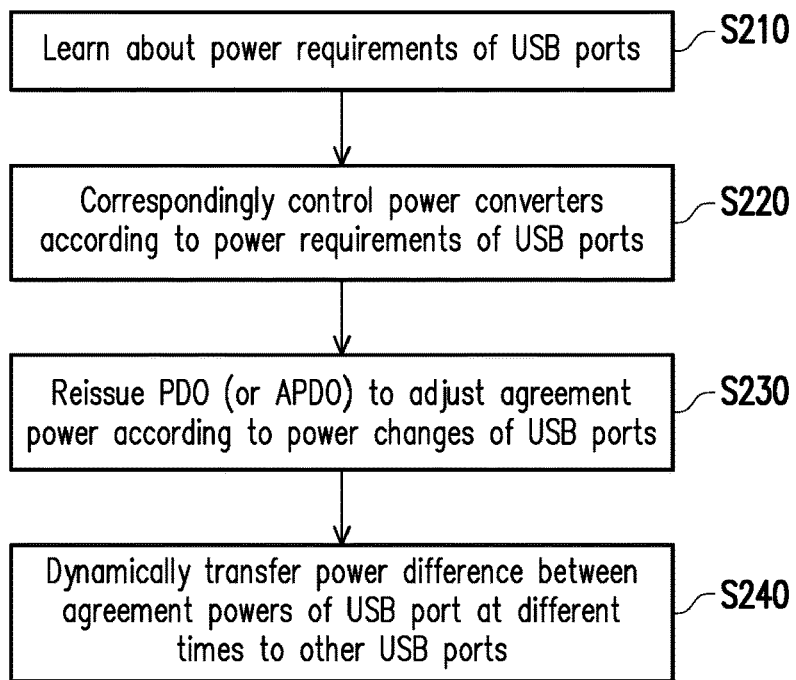 Learn about power requirements of USB ports
S210
Correspondingly control power converters
according to power requirements of USB ports
S220
Reissue PDO (or APDO) to adjust agreement
power according to power changes of USB ports
S230
Dynamically transfer power difference between
agreement powers of USB port at different
times to other USB ports
S240